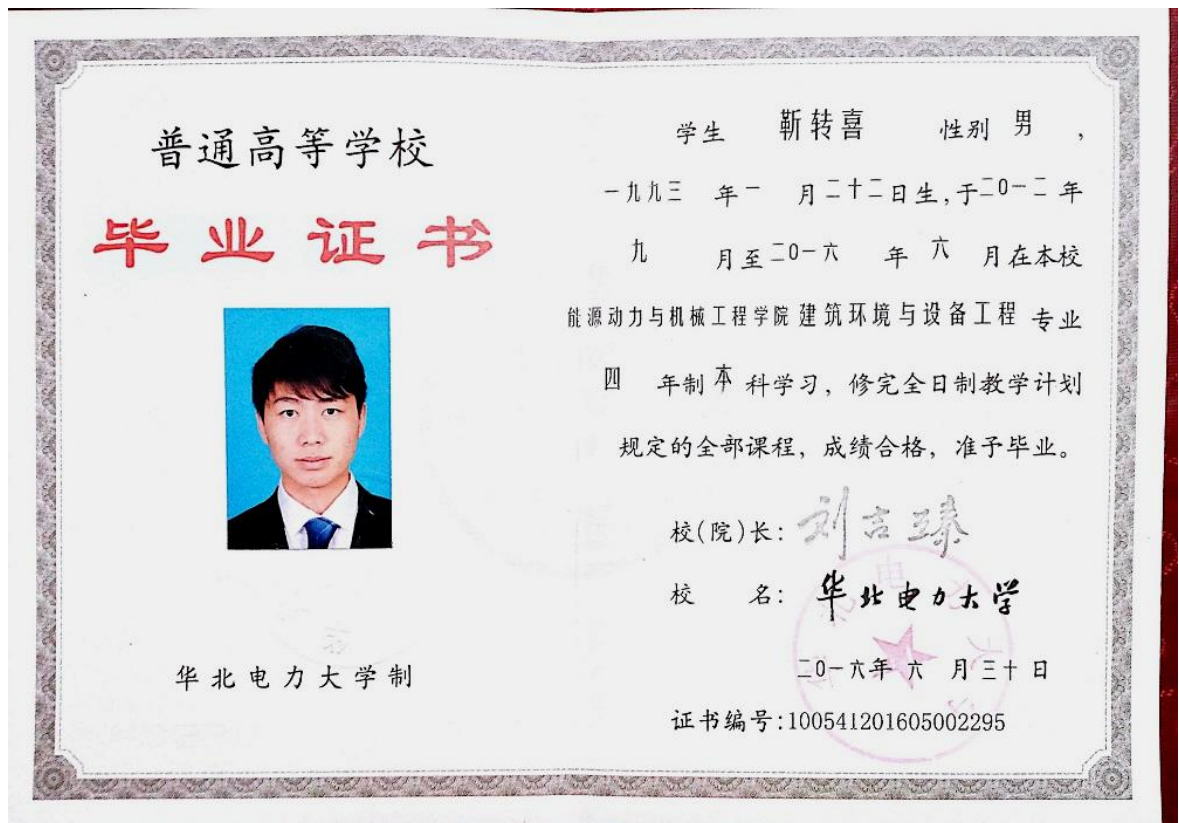 普通高等学校
毕业证书
华北电力大学制
学生 靳转喜 性别 男 ,
一九九三 年 一 月二十二日生,于二0一二年
九 月至二0一六 年 六 月在本校
能源动力与机械工程学院 建筑环境与设备工程 专业
四 年制 本 科学习，修完全日制教学计划
规定的全部课程，成绩合格，准予毕业。
校(院)长: 刘吉臻
校 名: 华北电力大学
二0一六年 六 月 三十 日
证书编号:100541201605002295